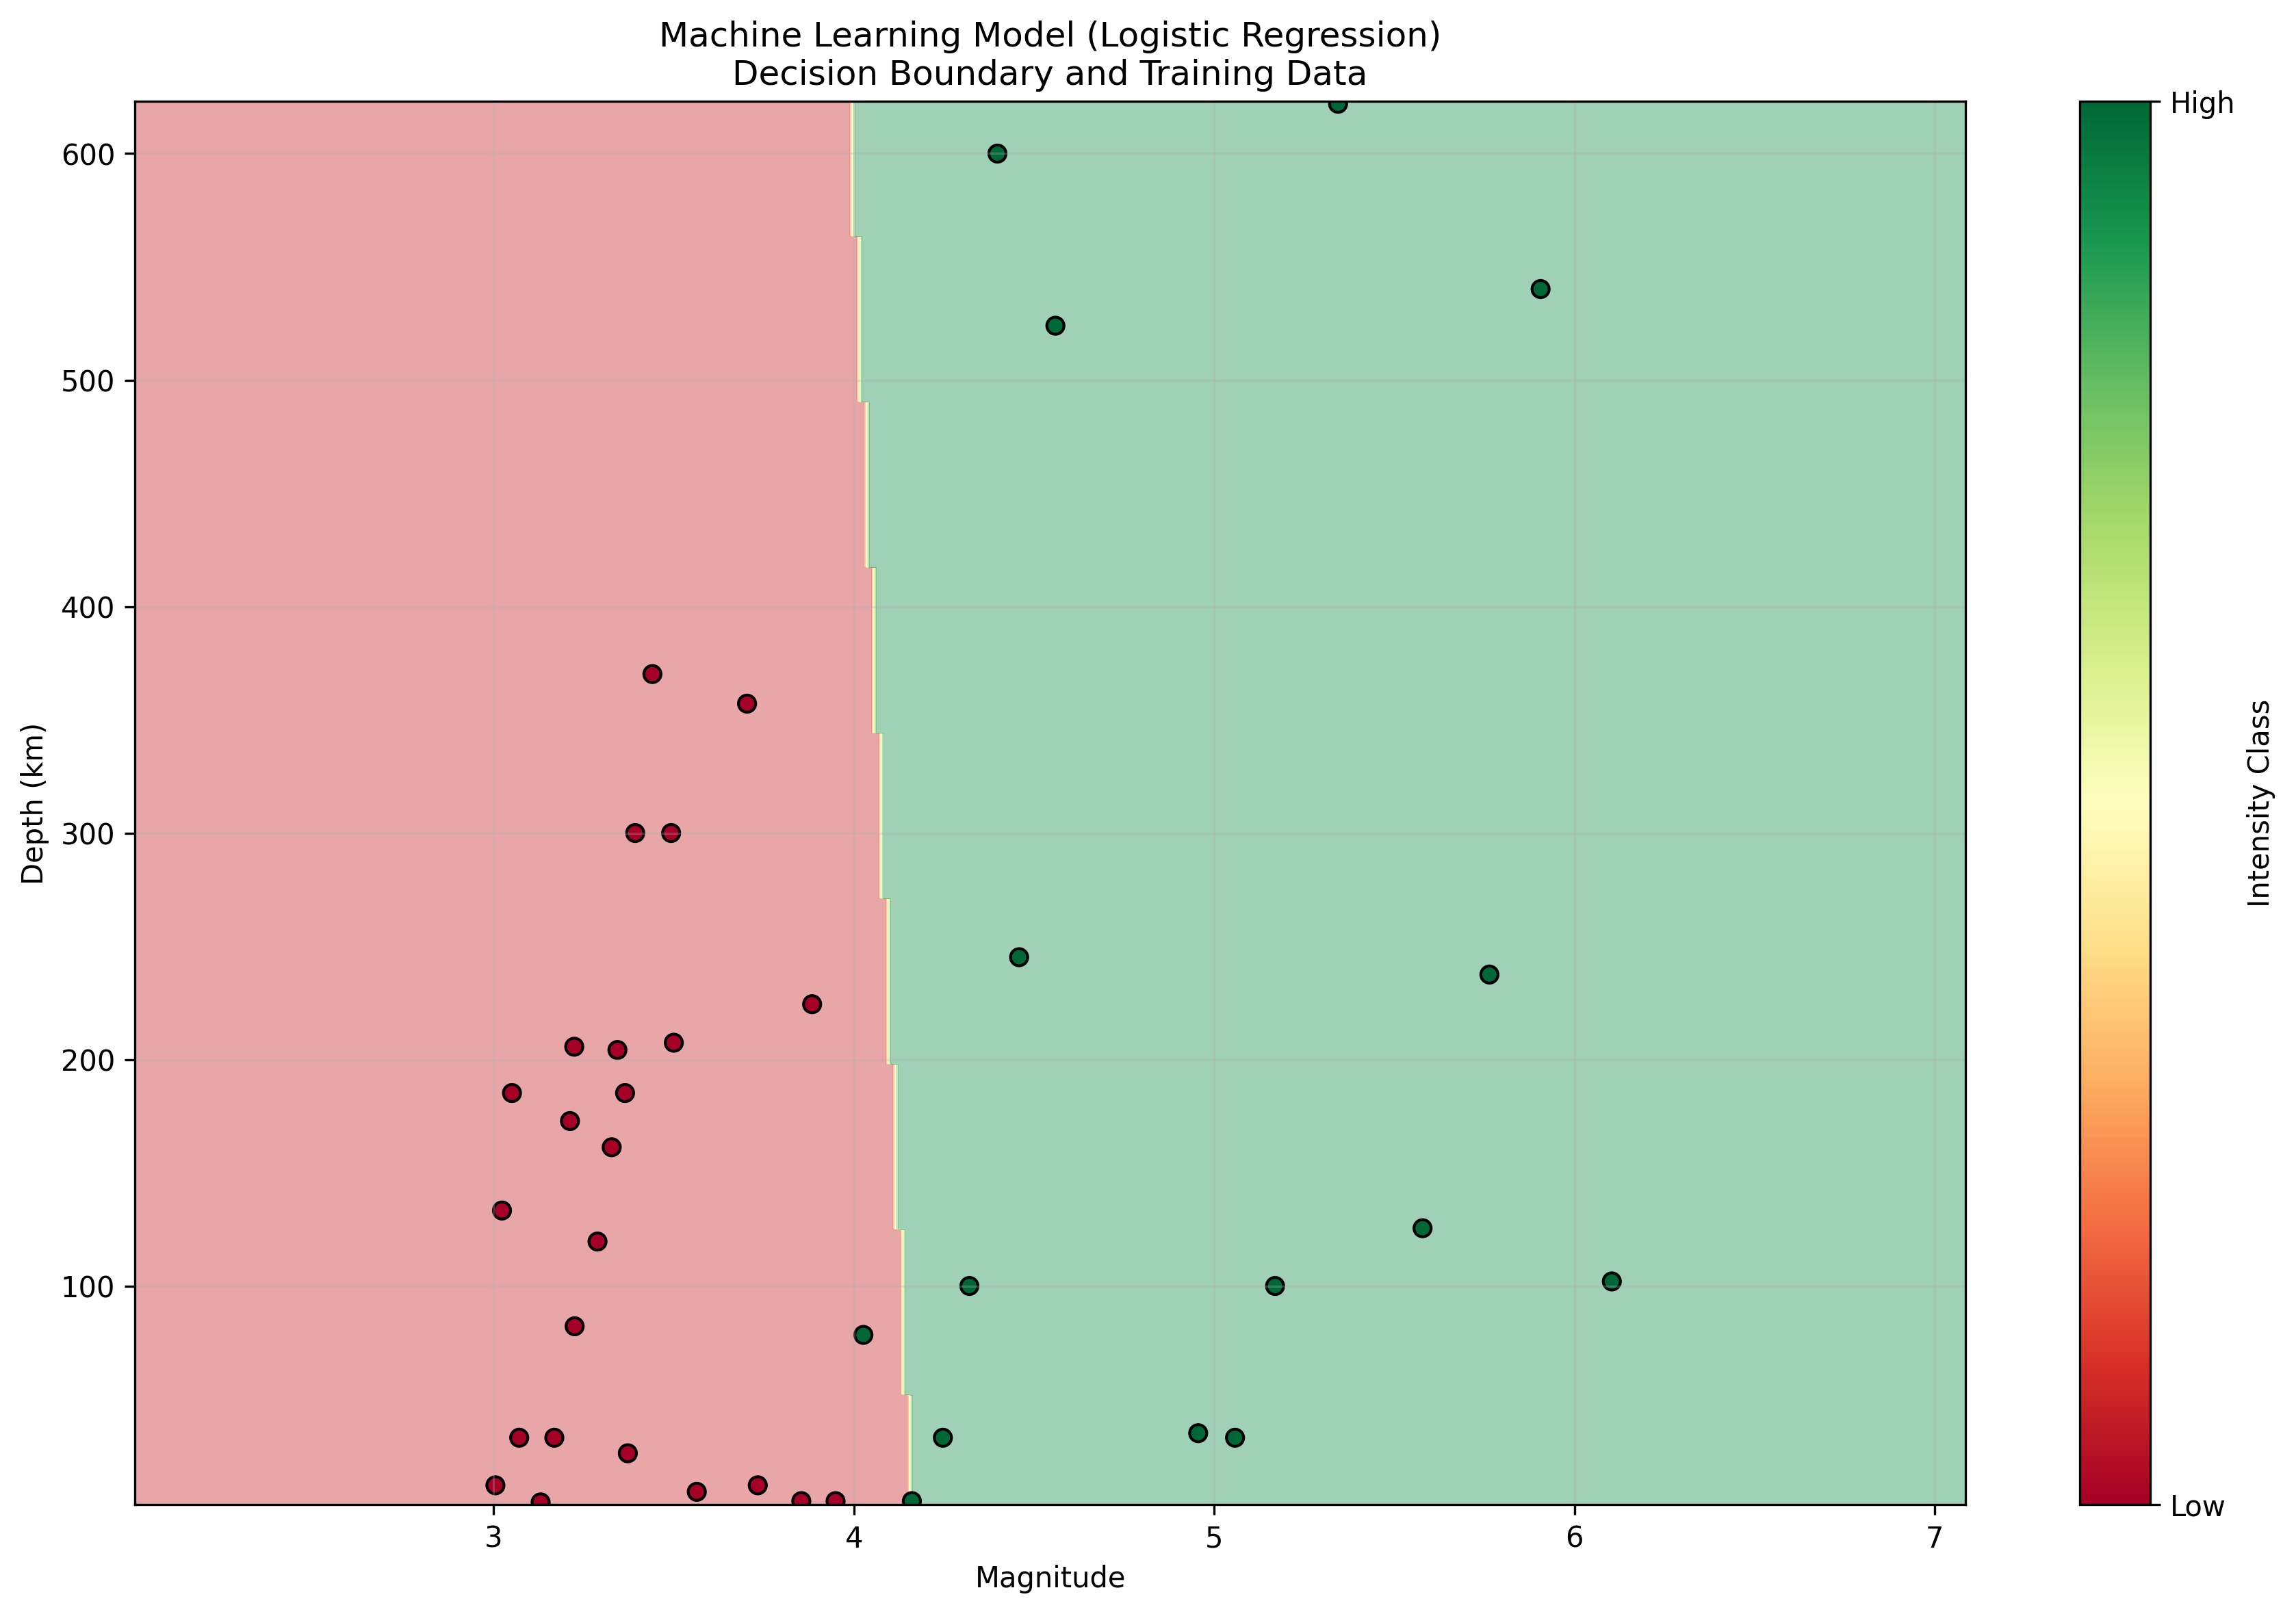 Machine Learning Model (Logistic Regression)
Decision Boundary and Training Data
High
600
500
400
300
200
100
Depth (km)
Intensity Class
Low
3 4 5 6 7
Magnitude